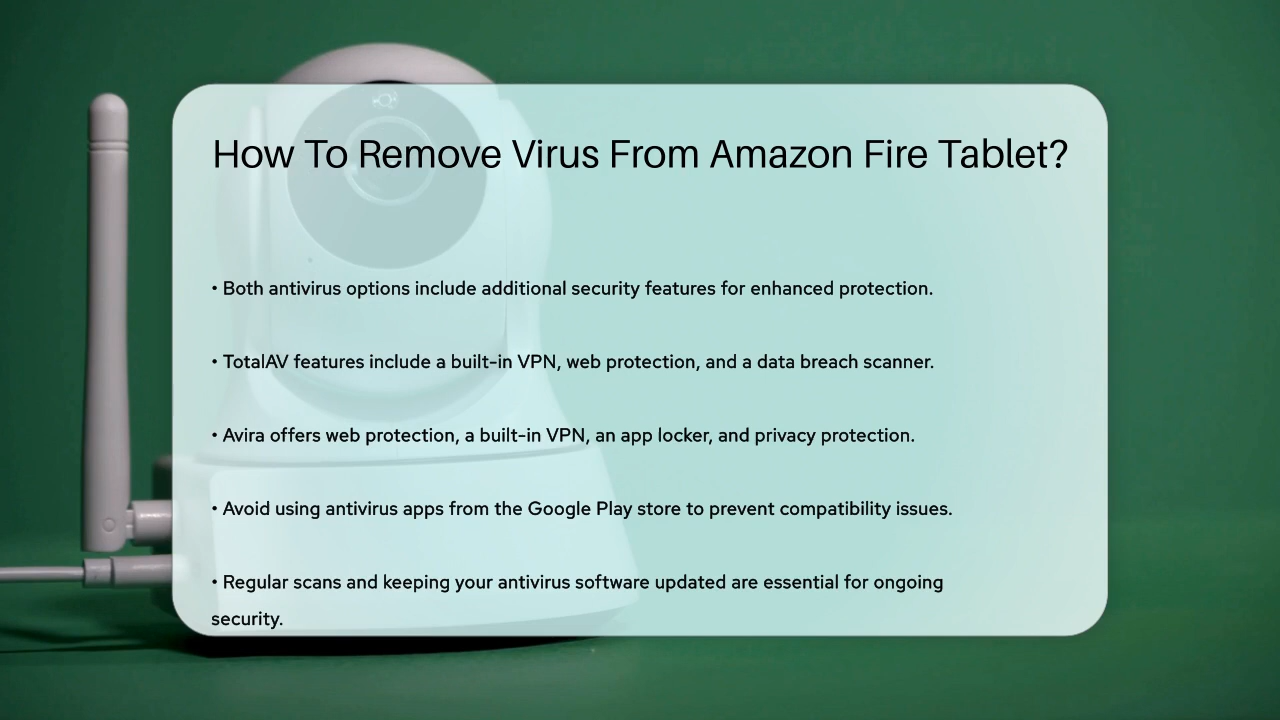 How To Remove Virus From Amazon Fire Tablet?
• Both antivirus options include additional security features for enhanced protection.
• TotalAV features include a built-in VPN, web protection, and a data breach scanner.
• Avira offers web protection, a built-in VPN, an app locker, and privacy protection.
• Avoid using antivirus apps from the Google Play store to prevent compatibility issues.
• Regular scans and keeping your antivirus software updated are essential for ongoing
security.